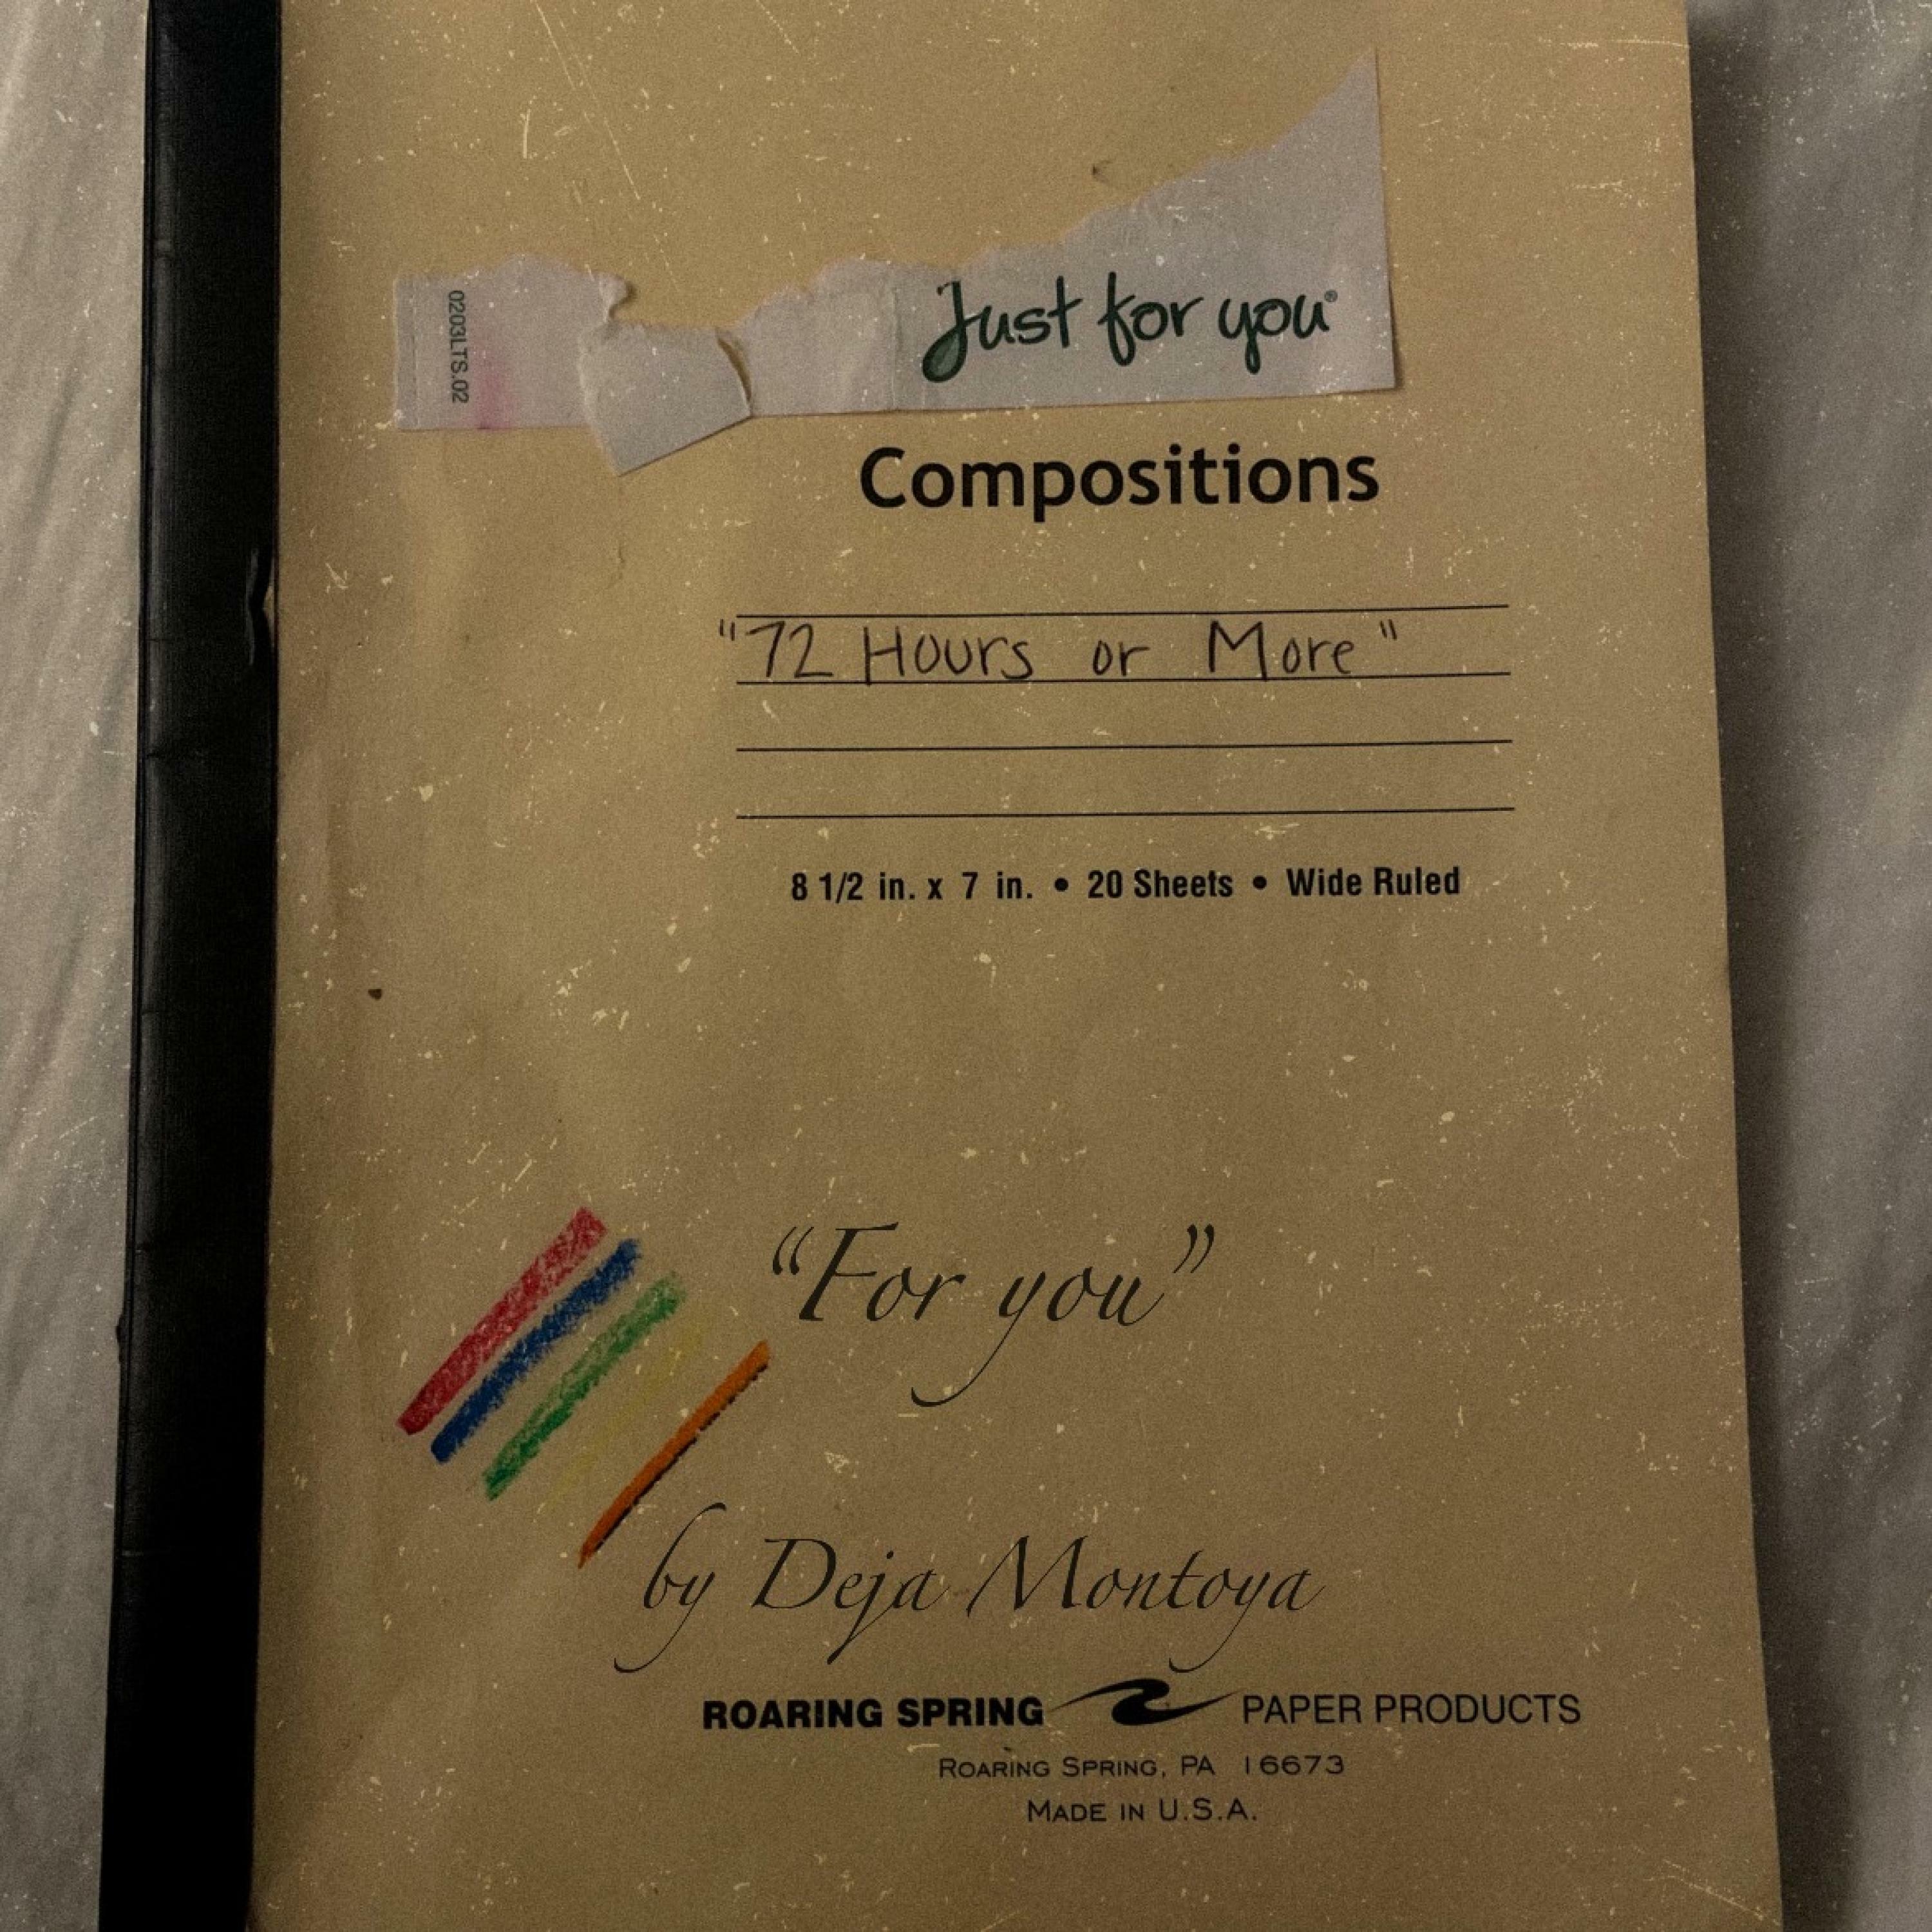 Just for you®
0203LTS.02
Compositions
"72 Hours or More"
8 1/2 in. x 7 in. • 20 Sheets • Wide Ruled
“For you”
by Deja Montoya
ROARING SPRING PAPER PRODUCTS
ROARING SPRING, PA 16673
MADE IN U.S.A.